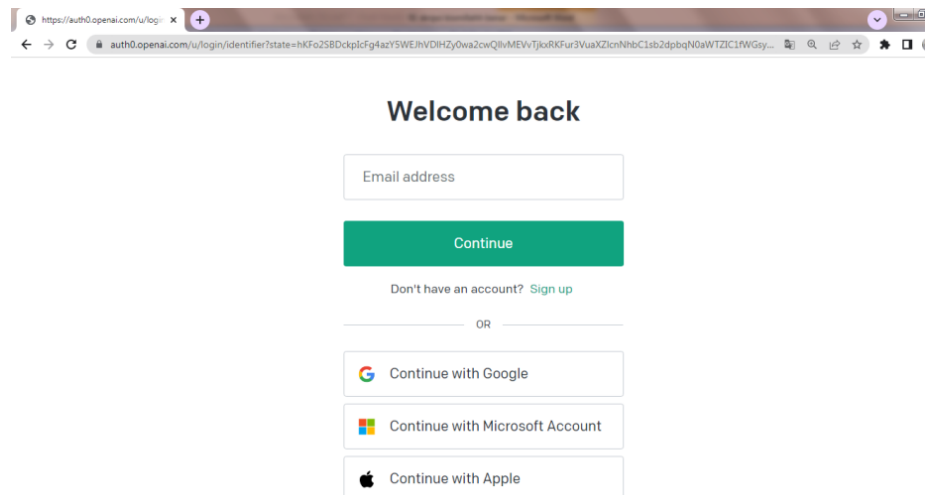 https://auth0.openai.com/u/login
auth0.openai.com/u/login/identifier?state=
Welcome back
Email address
Continue
Don't have an account? Sign up
OR
Continue with Google
Continue with Microsoft Account
Continue with Apple